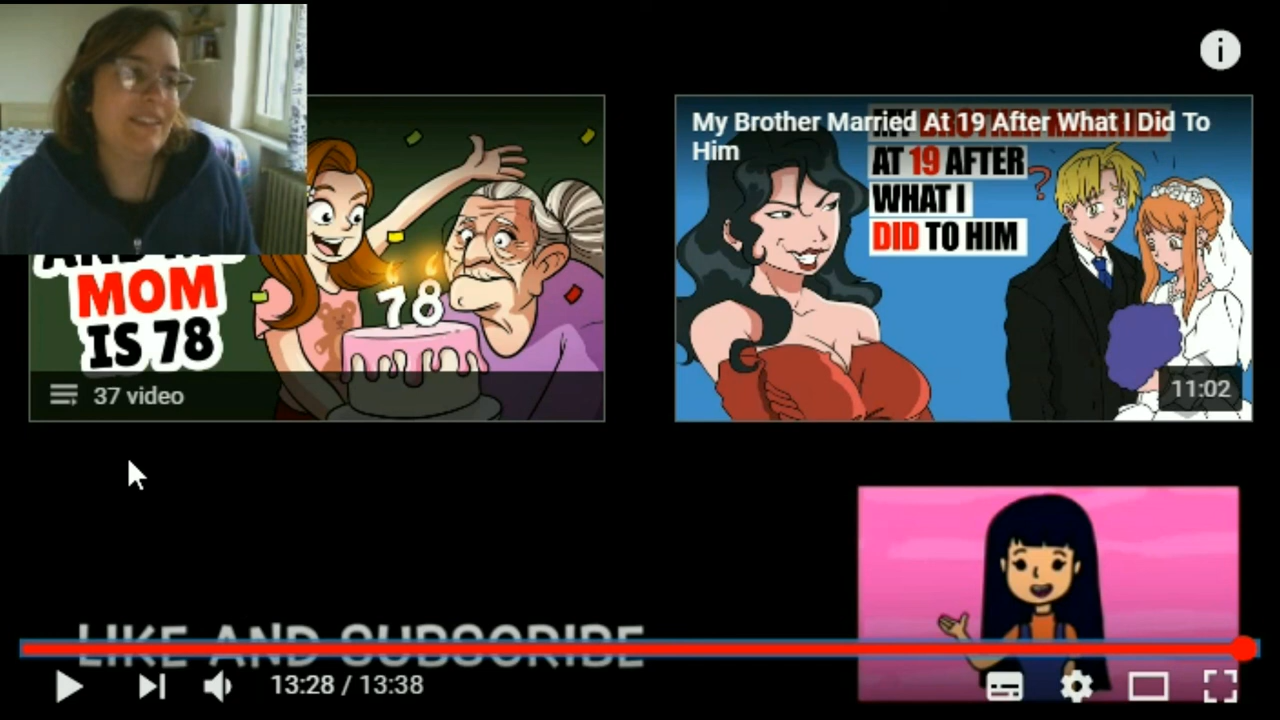 MOM
IS 78
78
37 video
My Brother Married At 19 After What I Did To
Him
AT 19 AFTER
WHAT I
DID TO HIM
?
11:02
LIKE AND SUBSCRIBE
13:28 / 13:38